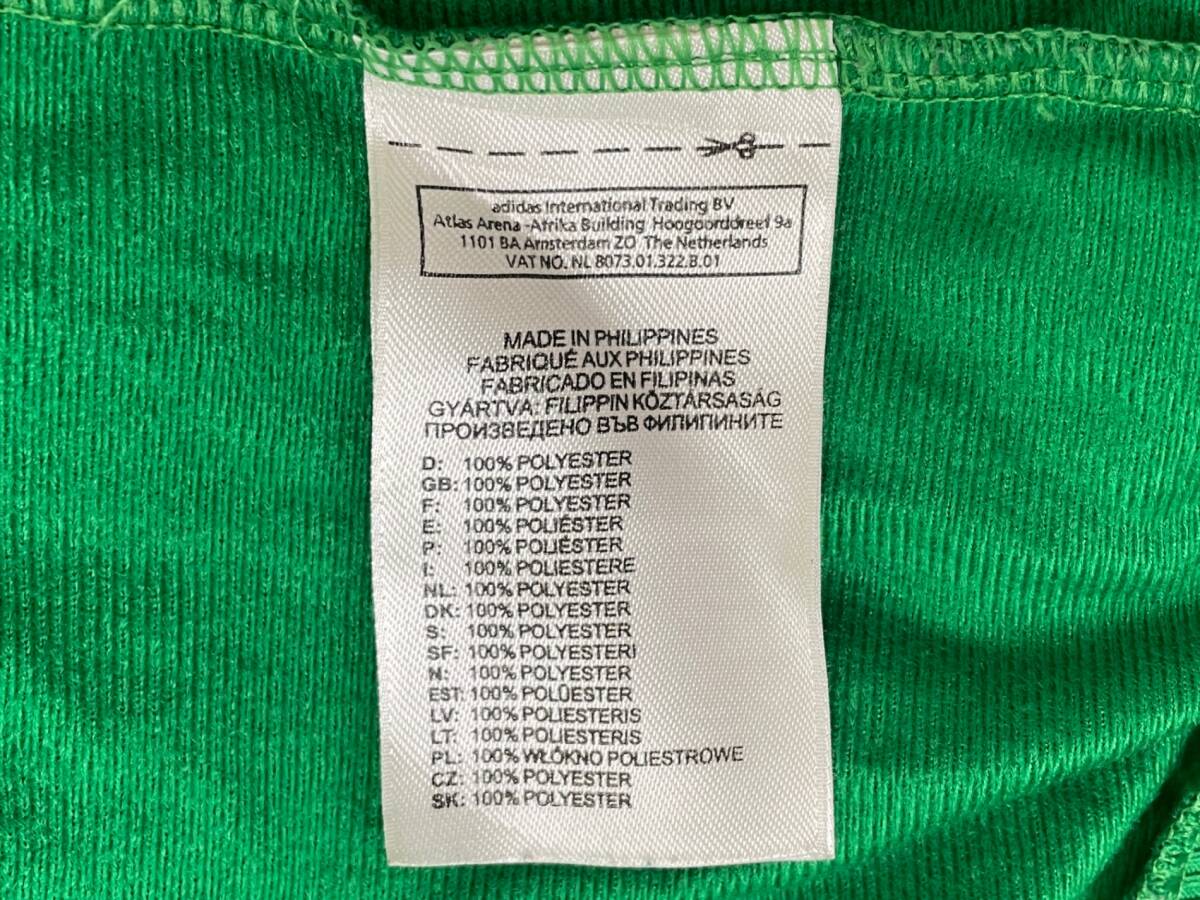 adidas International Trading BV
Atlas Arena -Afrika Building Hoogoorddreef 9a
1101 BA Amsterdam ZO The Netherlands
VAT NO. NL 8073.01.322.B.01
MADE IN PHILIPPINES
FABRIQUÉ AUX PHILIPPINES
FABRICADO EN FILIPINAS
GYÁRTVA: FILIPPIN KÖZTÁRSASÁG
ПРОИЗВЕДЕНО ВЪВ ФИЛИПИНИТЕ
D: 100% POLYESTER
GB: 100% POLYESTER
F: 100% POLYESTER
E: 100% POLIÉSTER
P: 100% POLIÉSTER
I: 100% POLIESTERE
NL: 100% POLYESTER
DK: 100% POLYESTER
S: 100% POLYESTER
SF: 100% POLYESTERI
N: 100% POLYESTER
EST: 100% POLÜESTER
LV: 100% POLIESTERIS
LT: 100% POLIESTERIS
PL: 100% WŁÓKNO POLIESTROWE
CZ: 100% POLYESTER
SK: 100% POLYESTER